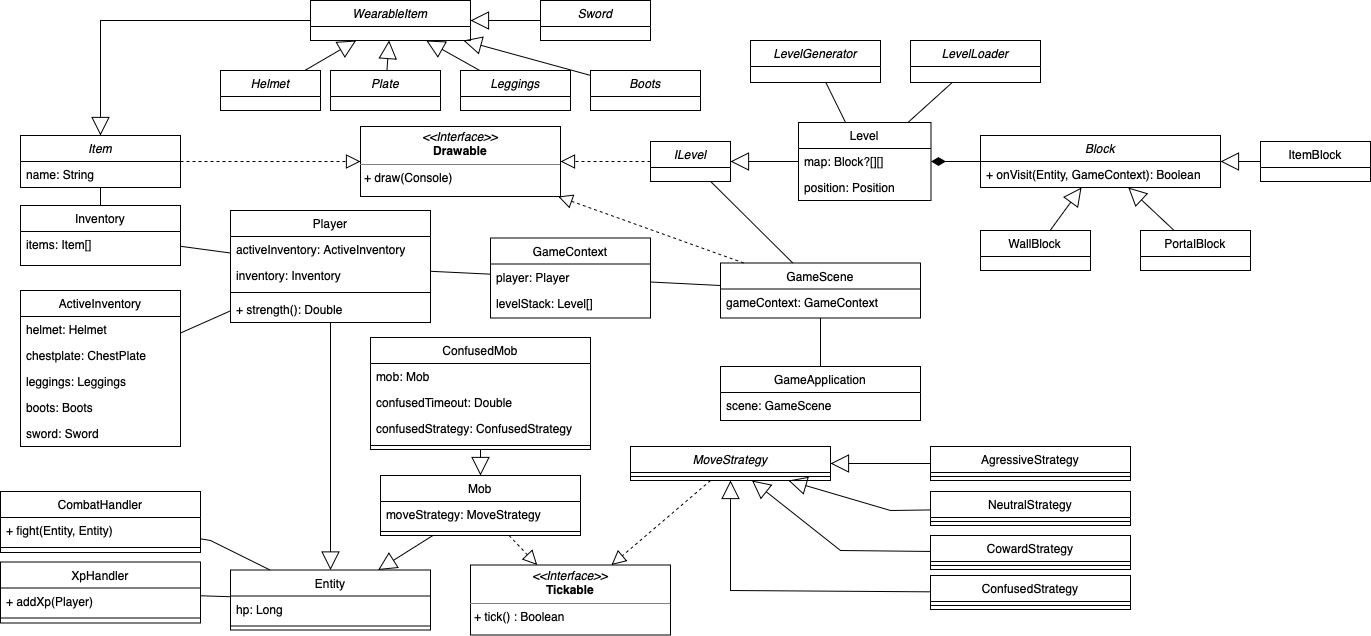 WearableItem
Sword
Helmet
Plate
Leggings
Boots
LevelGenerator
LevelLoader
Item
name: String
<<Interface>>
Drawable
+ draw(Console)
ILevel
Level
map: Block?[][]
position: Position
Block
+ onVisit(Entity, GameContext): Boolean
ItemBlock
WallBlock
PortalBlock
Inventory
items: Item[]
Player
activeInventory: ActiveInventory
inventory: Inventory
+ strength(): Double
GameContext
player: Player
levelStack: Level[]
GameScene
gameContext: GameContext
ActiveInventory
helmet: Helmet
chestplate: ChestPlate
leggings: Leggings
boots: Boots
sword: Sword
ConfusedMob
mob: Mob
confusedTimeout: Double
confusedStrategy: ConfusedStrategy
GameApplication
scene: GameScene
MoveStrategy
AgressiveStrategy
NeutralStrategy
CowardStrategy
ConfusedStrategy
Mob
moveStrategy: MoveStrategy
CombatHandler
+ fight(Entity, Entity)
XpHandler
+ addXp(Player)
Entity
hp: Long
<<Interface>>
Tickable
+ tick() : Boolean